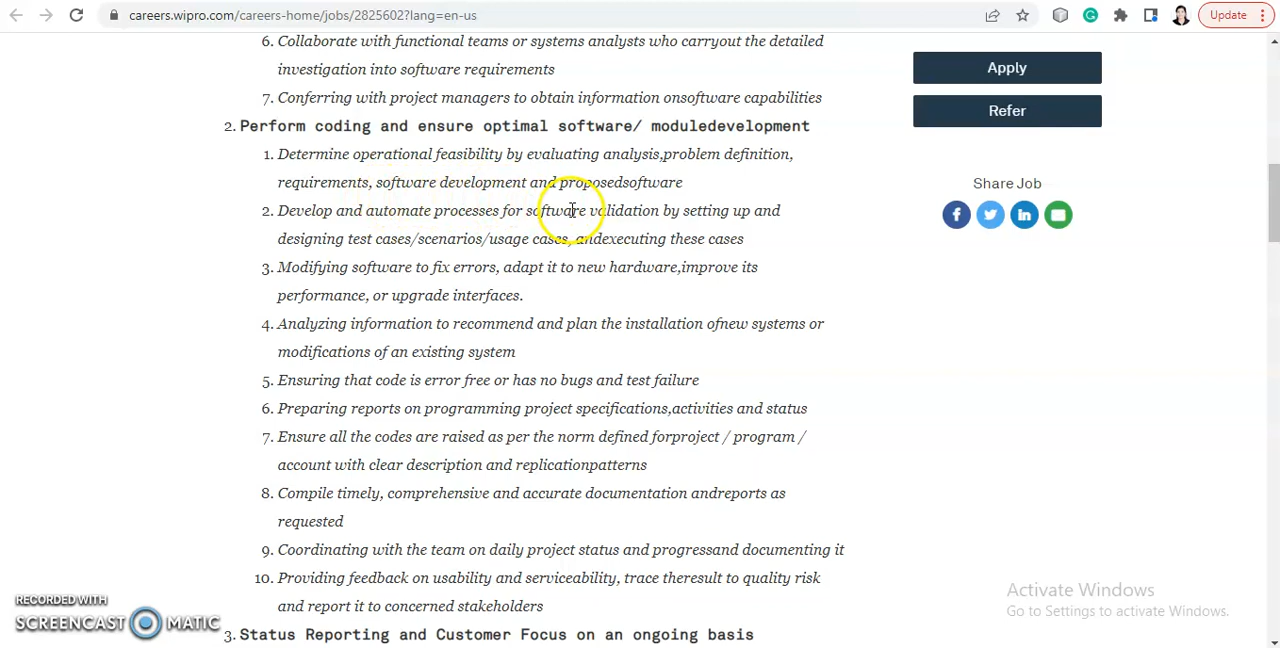 careers.wipro.com/careers-home/jobs/2825602?lang=en-us
Update
6. Collaborate with functional teams or systems analysts who carryout the detailed
investigation into software requirements
7. Conferring with project managers to obtain information onsoftware capabilities
2. Perform coding and ensure optimal software/ moduledevelopment
1. Determine operational feasibility by evaluating analysis,problem definition,
requirements, software development and proposedsoftware
2. Develop and automate processes for software validation by setting up and
designing test cases/scenarios/usage cases, andexecuting these cases
3. Modifying software to fix errors, adapt it to new hardware,improve its
performance, or upgrade interfaces.
4. Analyzing information to recommend and plan the installation ofnew systems or
modifications of an existing system
5. Ensuring that code is error free or has no bugs and test failure
6. Preparing reports on programming project specifications,activities and status
7. Ensure all the codes are raised as per the norm defined forproject / program /
account with clear description and replicationpatterns
8. Compile timely, comprehensive and accurate documentation andreports as
requested
9. Coordinating with the team on daily project status and progressand documenting it
10. Providing feedback on usability and serviceability, trace theresult to quality risk
and report it to concerned stakeholders
3. Status Reporting and Customer Focus on an ongoing basis
Apply
Refer
Share Job
Activate Windows
Go to Settings to activate Windows.
RECORDED WITH
SCREENCAST MATIC